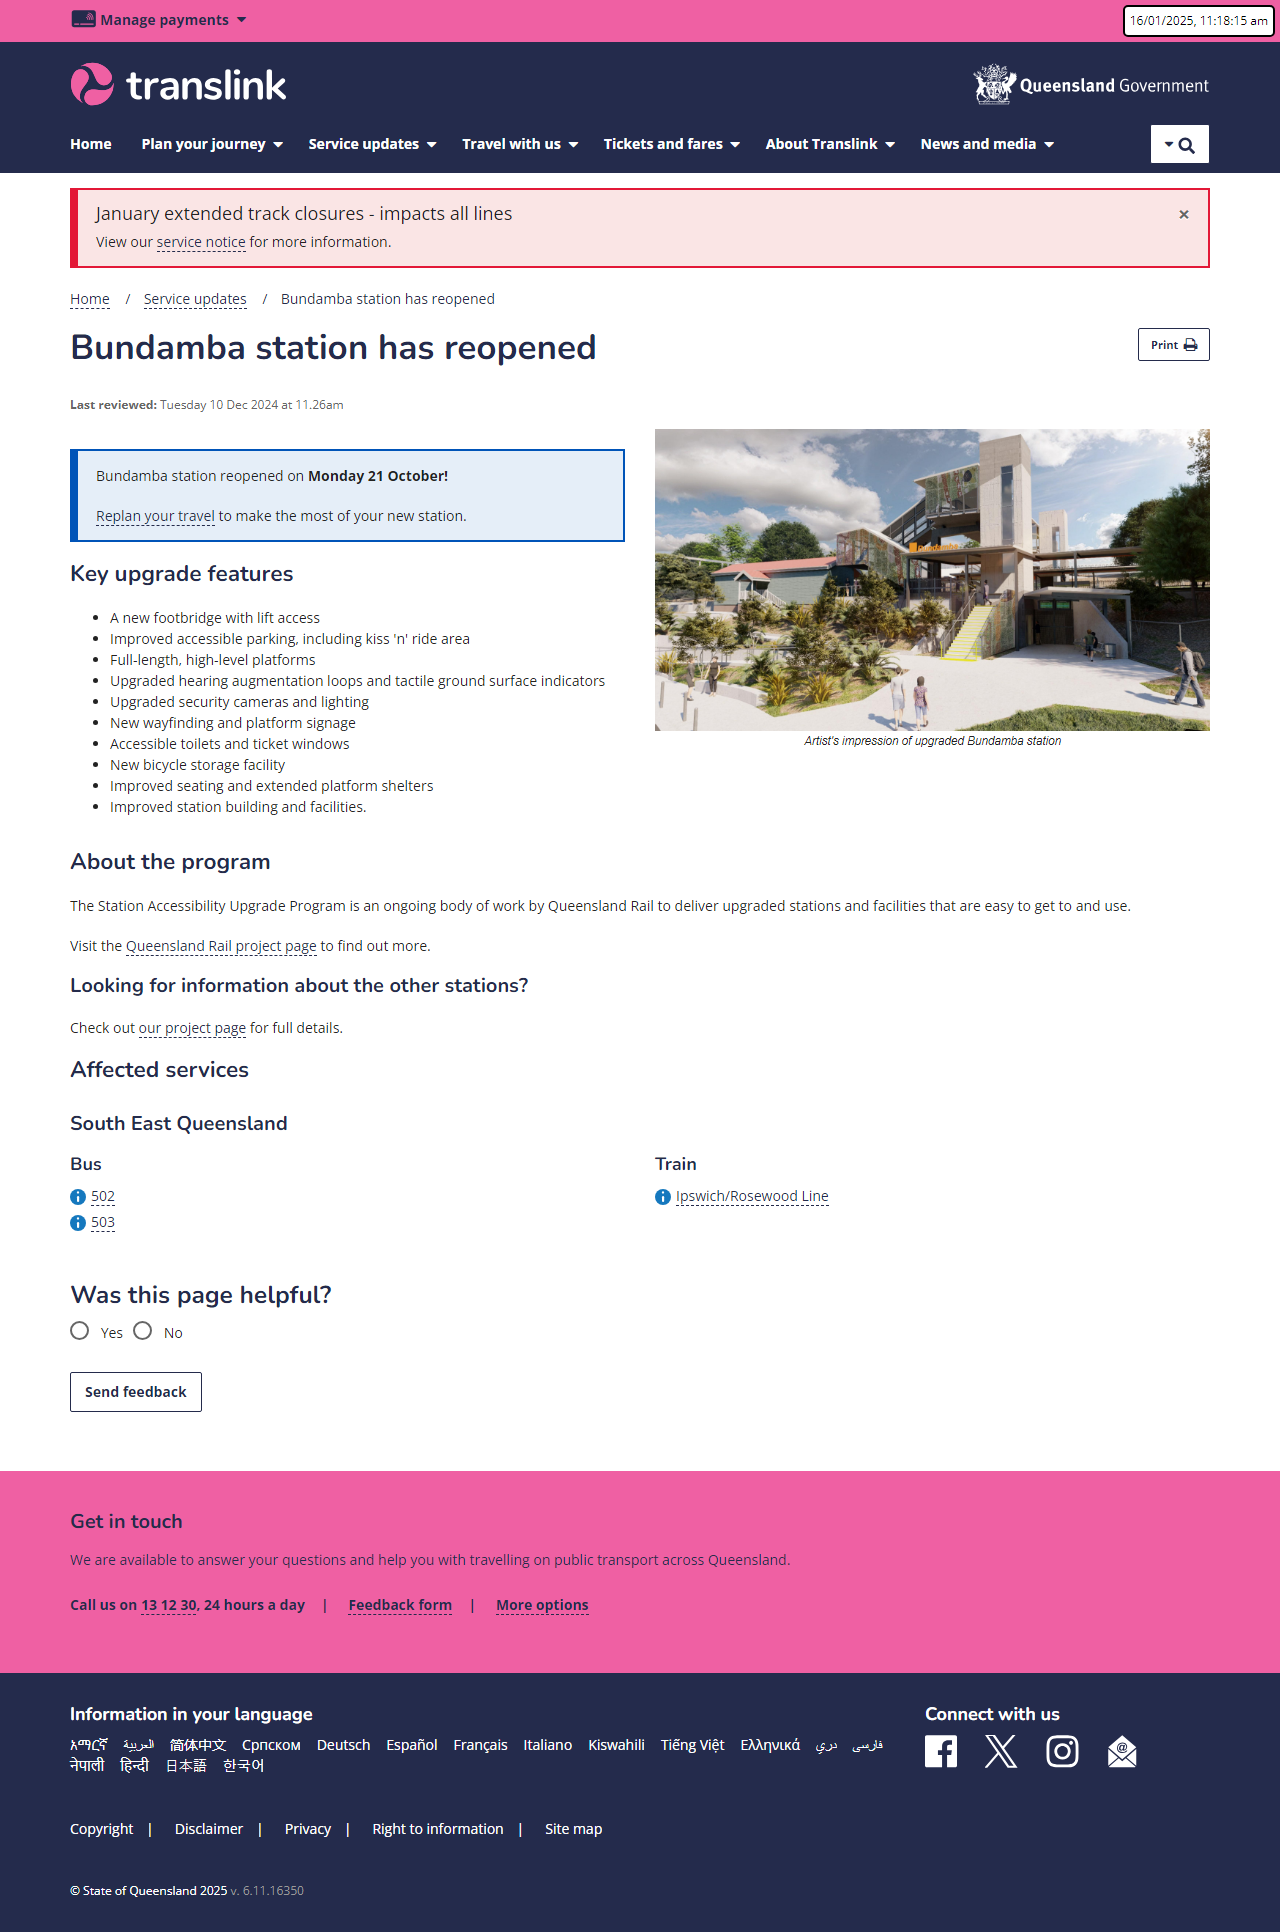 Manage payments
16/01/2025, 11:18:15 am
translink
Queensland Government
Home Plan your journey Service updates Travel with us Tickets and fares About Translink News and media
January extended track closures - impacts all lines
×
View our service notice for more information.
Home / Service updates / Bundamba station has reopened
Bundamba station has reopened
Print
Last reviewed: Tuesday 10 Dec 2024 at 11.26am
Bundamba station reopened on Monday 21 October!
Replan your travel to make the most of your new station.
Key upgrade features
• A new footbridge with lift access
• Improved accessible parking, including kiss 'n' ride area
• Full-length, high-level platforms
• Upgraded hearing augmentation loops and tactile ground surface indicators
• Upgraded security cameras and lighting
• New wayfinding and platform signage
• Accessible toilets and ticket windows
• New bicycle storage facility
• Improved seating and extended platform shelters
• Improved station building and facilities.
Artist's impression of upgraded Bundamba station
About the program
The Station Accessibility Upgrade Program is an ongoing body of work by Queensland Rail to deliver upgraded stations and facilities that are easy to get to and use.
Visit the Queensland Rail project page to find out more.
Looking for information about the other stations?
Check out our project page for full details.
Affected services
South East Queensland
Bus
502
503
Train
Ipswich/Rosewood Line
Was this page helpful?
Yes No
Send feedback
Get in touch
We are available to answer your questions and help you with travelling on public transport across Queensland.
Call us on 13 12 30, 24 hours a day | Feedback form | More options
Information in your language
አማርኛ العربية 简体中文 Српском Deutsch Español Français Italiano Kiswahili Tiếng Việt Ελληνικά دری فارسی
नेपाली हिन्दी 日本語 한국어
Connect with us
Copyright | Disclaimer | Privacy | Right to information | Site map
© State of Queensland 2025 v. 6.11.16350